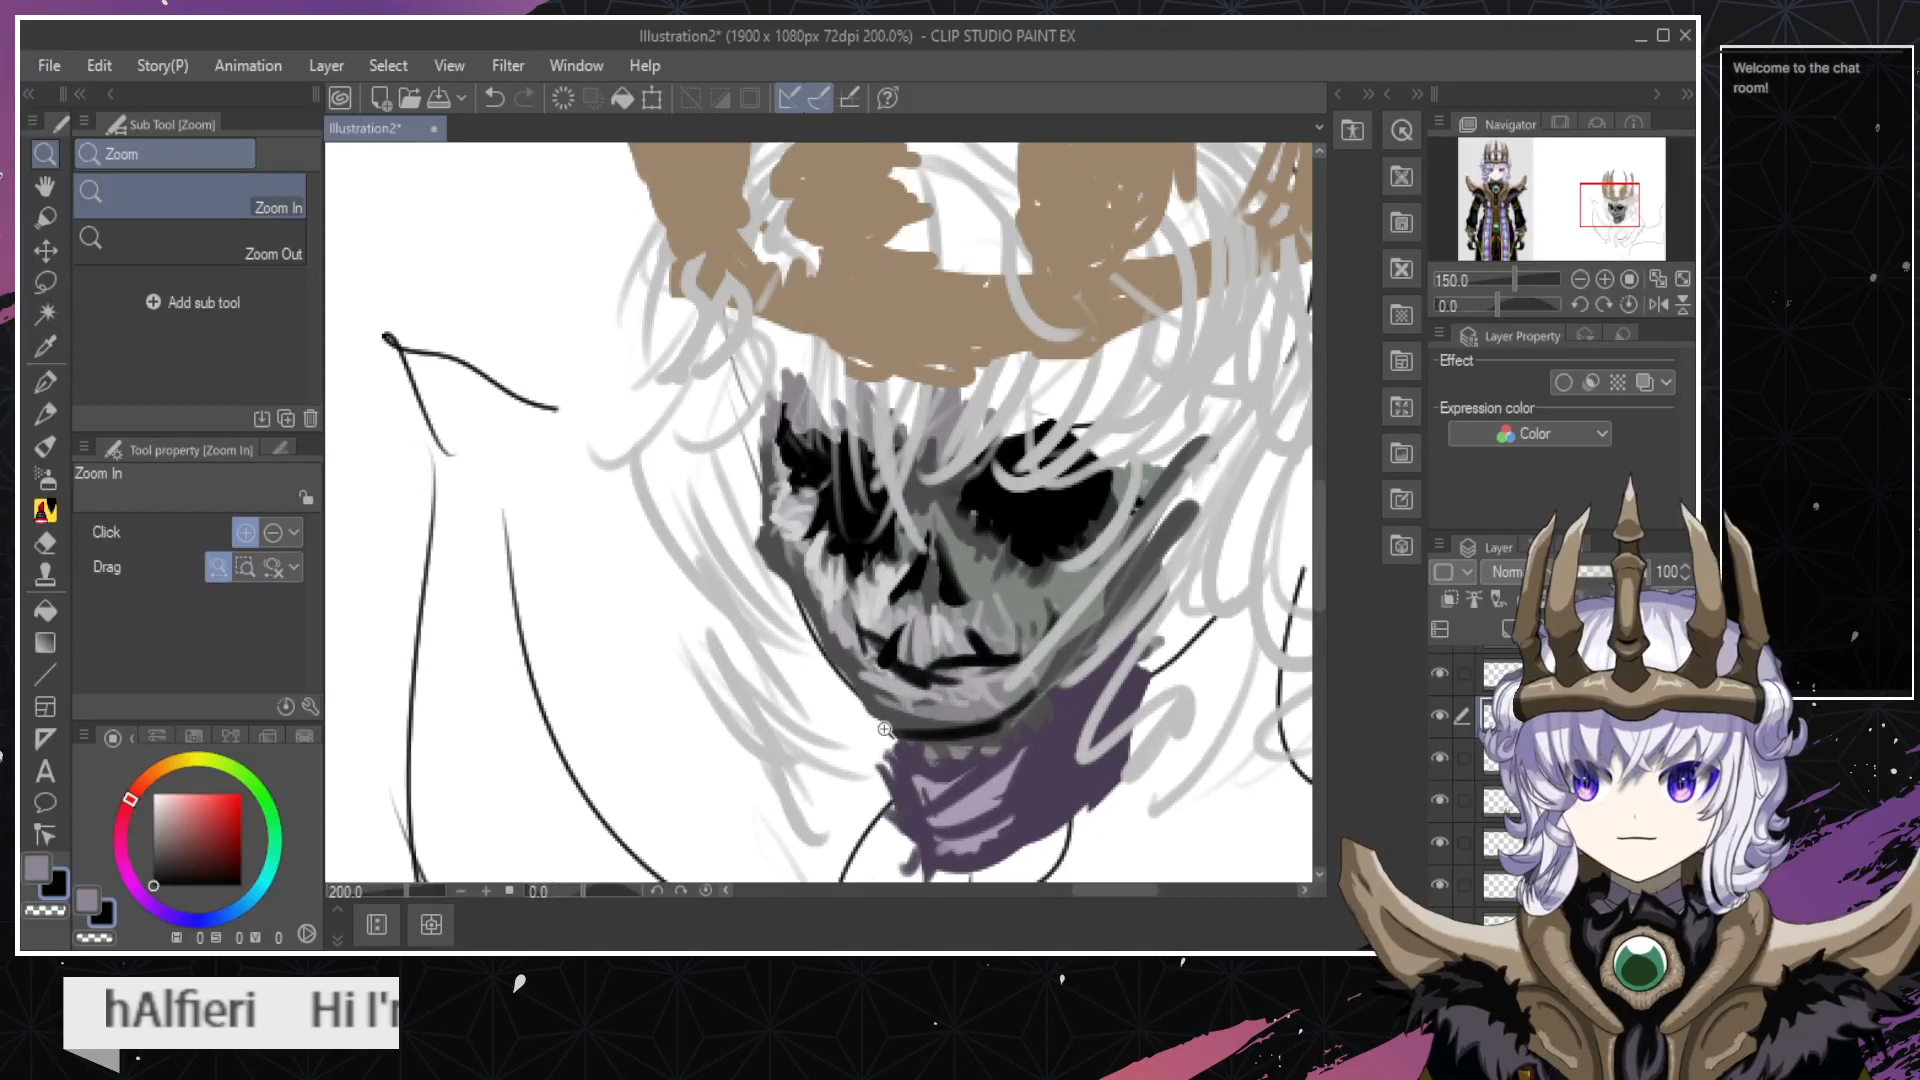 Illustration2* (1900 x 1080px 72dpi 200.0%) - CLIP STUDIO PAINT EX
File Edit Story(P) Animation Layer Select View Filter Window Help
Welcome to the chat
room!
Sub Tool [Zoom]
Illustration2*
Navigator
Zoom
Zoom In
Zoom Out
Add sub tool
150.0
0.0
Layer Property
Effect
Expression color
Color
Tool property [Zoom In]
Zoom In
Click
Drag
Layer
Norm
100
200.0
0.0
H 0 S 0 V 0
hAlfieri Hi I'